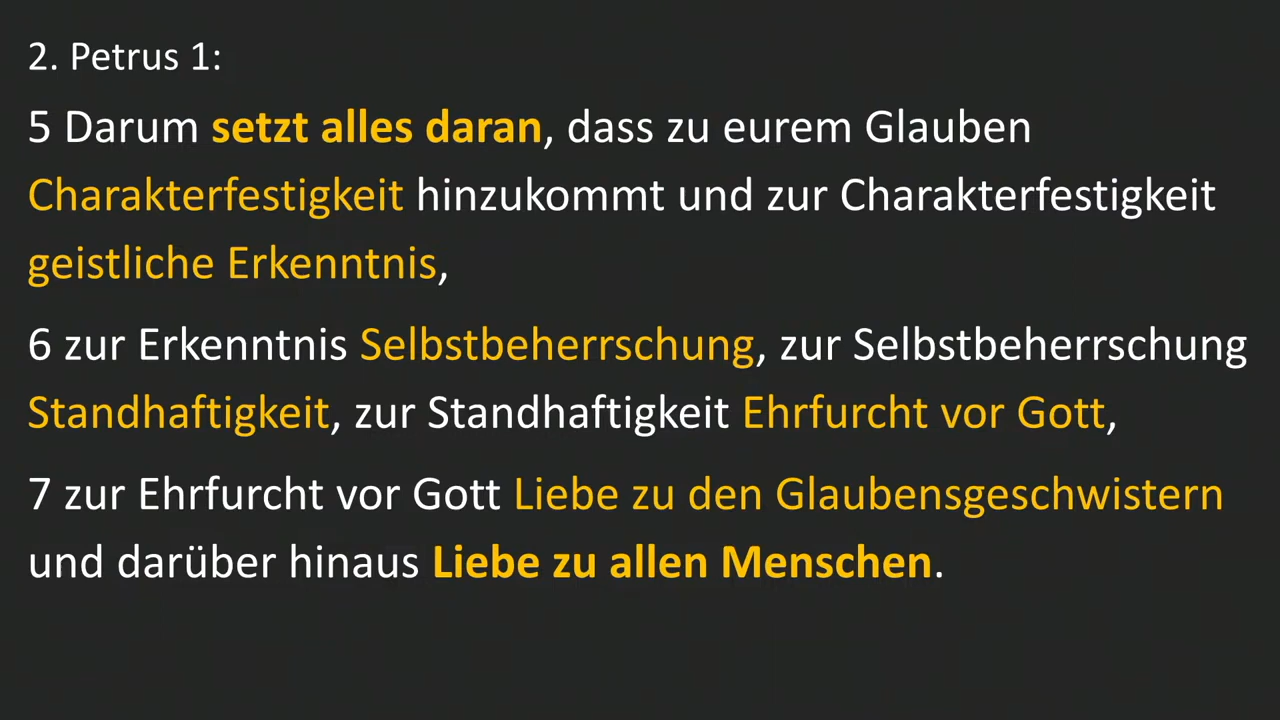 2. Petrus 1:
5 Darum setzt alles daran, dass zu eurem Glauben
Charakterfestigkeit hinzukommt und zur Charakterfestigkeit
geistliche Erkenntnis,
6 zur Erkenntnis Selbstbeherrschung, zur Selbstbeherrschung
Standhaftigkeit, zur Standhaftigkeit Ehrfurcht vor Gott,
7 zur Ehrfurcht vor Gott Liebe zu den Glaubensgeschwistern
und darüber hinaus Liebe zu allen Menschen.